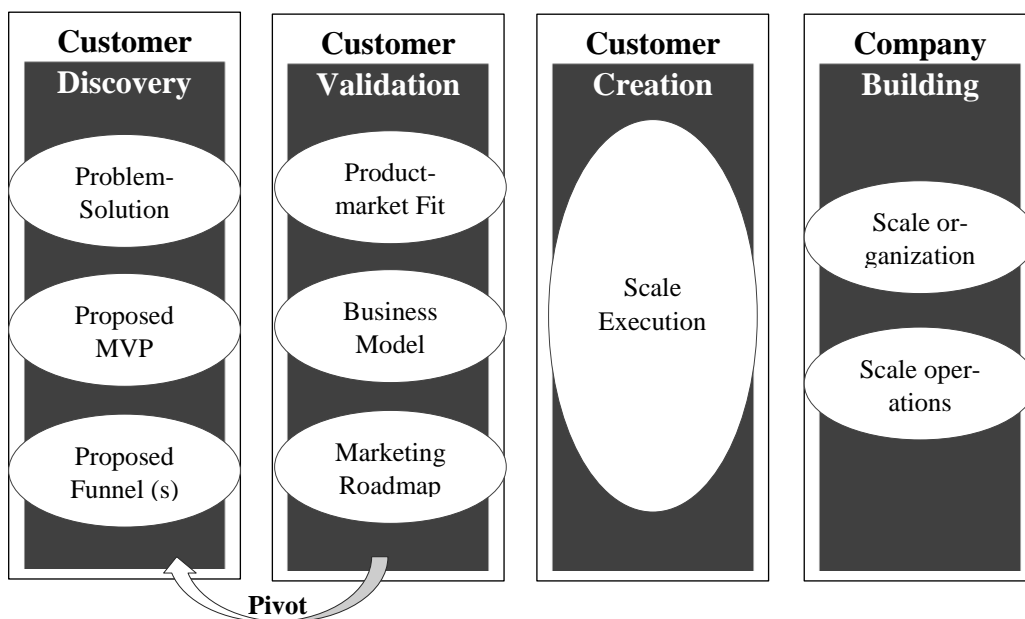 Customer
Discovery
Problem-
Solution
Proposed
MVP
Proposed
Funnel (s)
Customer
Validation
Product-
market Fit
Business
Model
Marketing
Roadmap
Customer
Creation
Scale
Execution
Company
Building
Scale or-
ganization
Scale oper-
ations
Pivot